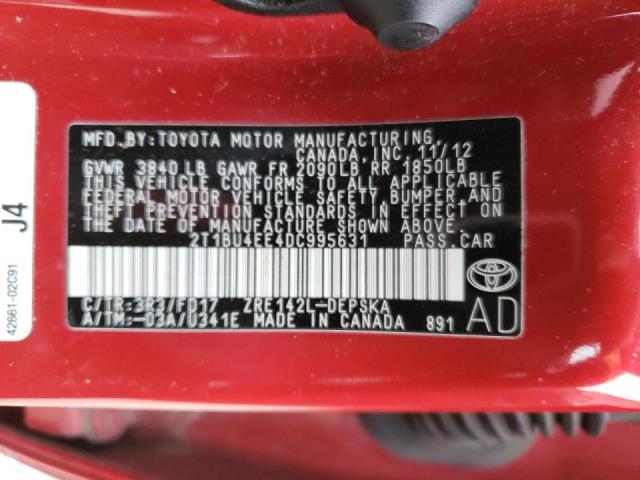 MFD.BY:TOYOTA MOTOR MANUFACTURING
CANADA,INC. 11/12
GVWR 3840 LB GAWR FR 2090LB RR 1850LB
THIS VEHICLE CONFORMS TO ALL APPLICABLE
FEDERAL MOTOR VEHICLE SAFETY,BUMPER,AND
THEFT PREVENTION STANDARDS IN EFFECT ON
THE DATE OF MANUFACTURE SHOWN ABOVE.
2T1BU4EE4DC995631 PASS.CAR
C/TR:3R3/FD17 ZRE142L-DEPSKA
A/TM:-03A/U341E MADE IN CANADA 891
AD
J4
42661-02C91